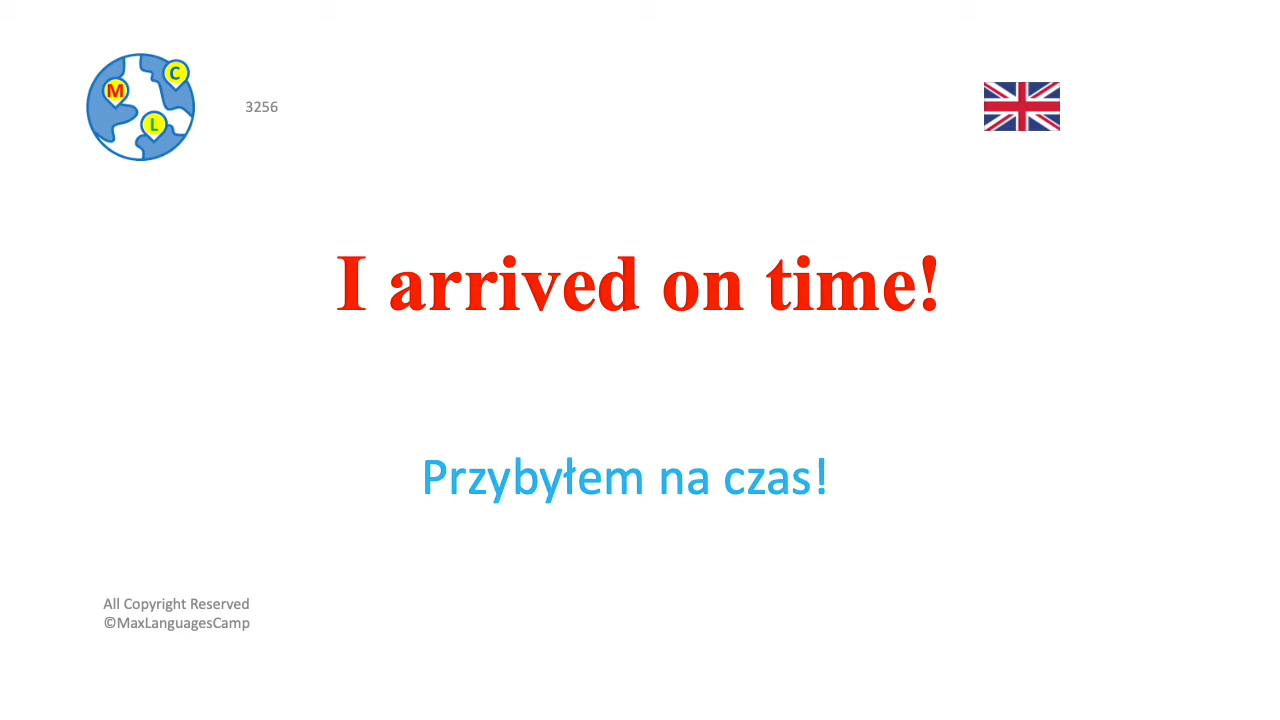 M
C
L
3256
I arrived on time!
Przybyłem na czas!
All Copyright Reserved
©MaxLanguagesCamp